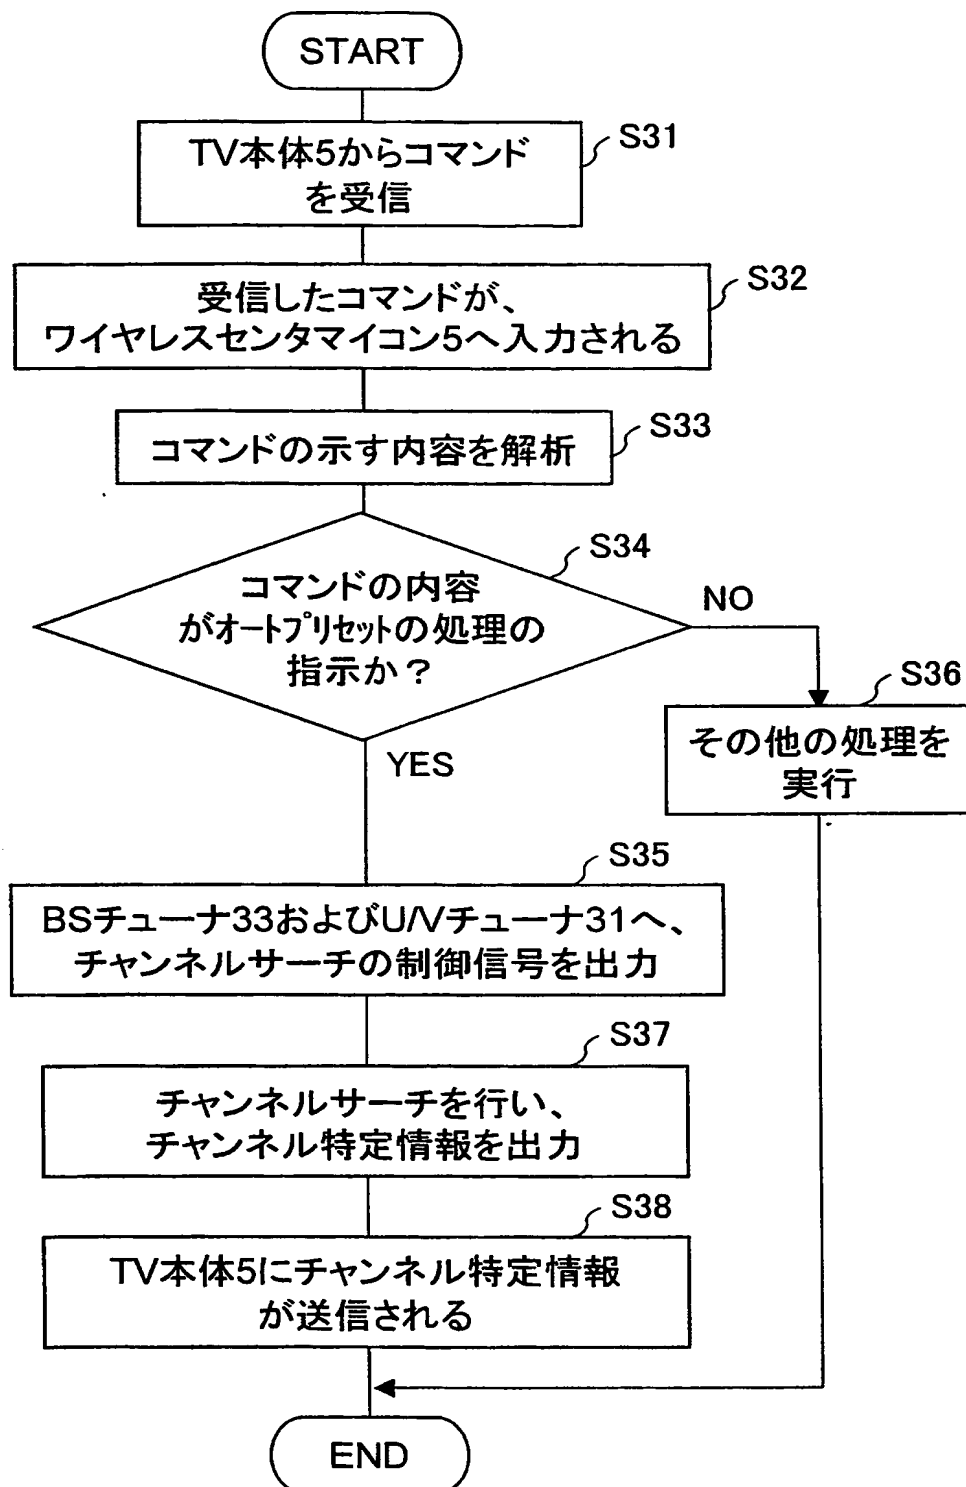 START
S31
TV本体5からコマンド
を受信
S32
受信したコマンドが、
ワイヤレスセンタマイコン5へ入力される
S33
コマンドの示す内容を解析
S34
コマンドの内容
がオートプリセットの処理の
指示か?
NO
YES
S36
その他の処理を
実行
S35
BSチューナ33およびU/Vチューナ31へ、
チャンネルサーチの制御信号を出力
S37
チャンネルサーチを行い、
チャンネル特定情報を出力
S38
TV本体5にチャンネル特定情報
が送信される
END